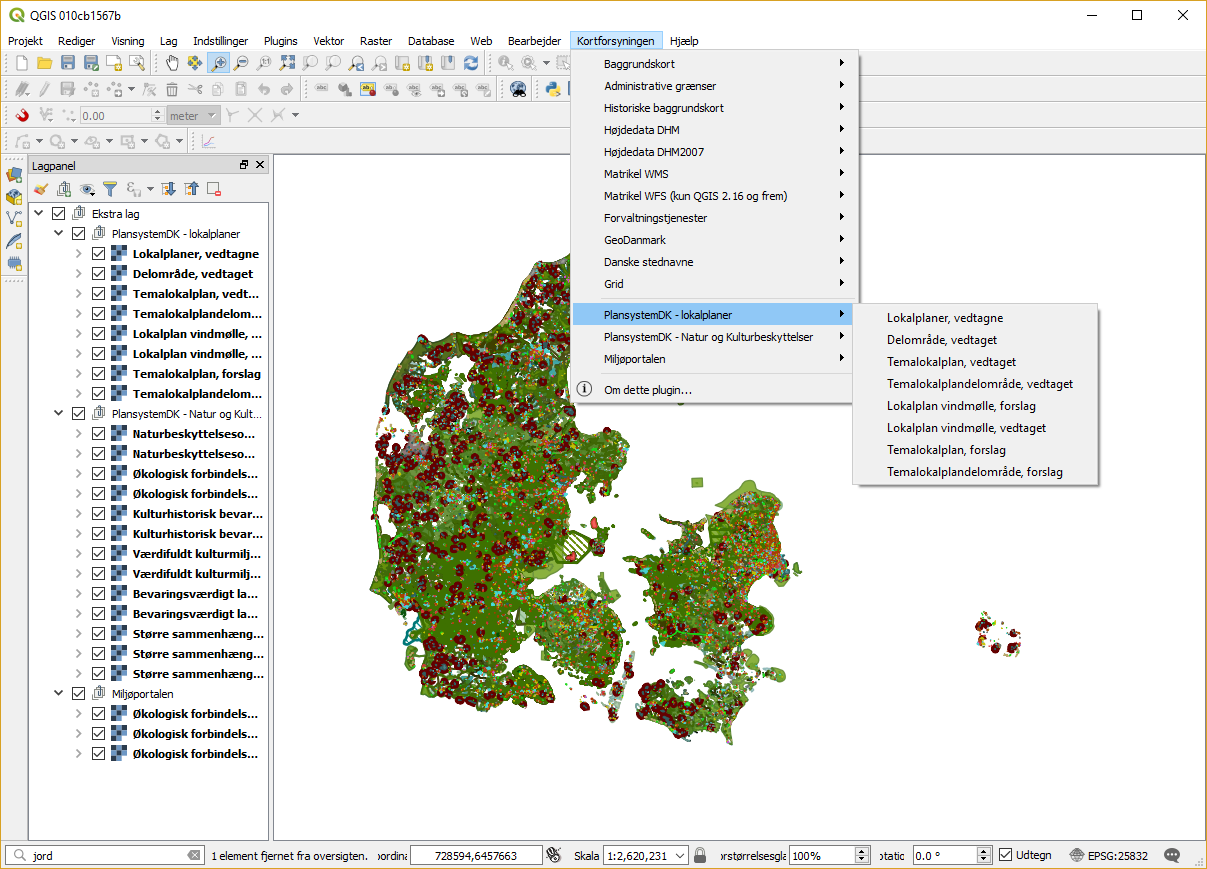 QGIS 010cb1567b
Projekt Rediger Visning Lag Indstillinger Plugins Vektor Raster Database Web Bearbejder Kortforsyningen Hjælp
0.00 meter
Lagpanel
Ekstra lag
PlansystemDK - lokalplaner
Lokalplaner, vedtagne
Delområde, vedtaget
Temalokalplan, vedt...
Temalokalplandelom...
Lokalplan vindmølle, ...
Lokalplan vindmølle, ...
Temalokalplan, forslag
Temalokalplandelom...
PlansystemDK - Natur og Kult...
Naturbeskyttelseso...
Naturbeskyttelseso...
Økologisk forbindels...
Økologisk forbindels...
Kulturhistorisk bevar...
Kulturhistorisk bevar...
Værdifuldt kulturmilj...
Værdifuldt kulturmilj...
Bevaringsværdigt la...
Bevaringsværdigt la...
Større sammenhæng...
Større sammenhæng...
Større sammenhæng...
Miljøportalen
Økologisk forbindels...
Økologisk forbindels...
Økologisk forbindels...
Baggrundskort
Administrative grænser
Historiske baggrundskort
Højdedata DHM
Højdedata DHM2007
Matrikel WMS
Matrikel WFS (kun QGIS 2.16 og frem)
Forvaltningstjenester
GeoDanmark
Danske stednavne
Grid
PlansystemDK - lokalplaner
PlansystemDK - Natur og Kulturbeskyttelser
Miljøportalen
Om dette plugin...
Lokalplaner, vedtagne
Delområde, vedtaget
Temalokalplan, vedtaget
Temalokalplandelområde, vedtaget
Lokalplan vindmølle, forslag
Lokalplan vindmølle, vedtaget
Temalokalplan, forslag
Temalokalplandelområde, forslag
jord 1 element fjernet fra oversigten. oordina 728594,6457663 Skala 1:2,620,231 orstørrelsesgla 100% otatic 0.0 ° Udtegn EPSG:25832